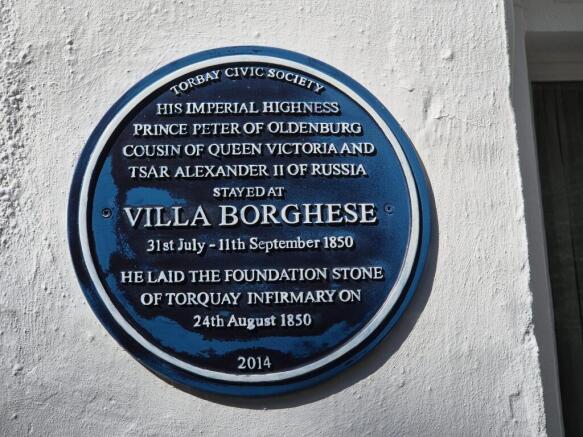 TORBAY CIVIC SOCIETY
HIS IMPERIAL HIGHNESS
PRINCE PETER OF OLDENBURG
COUSIN OF QUEEN VICTORIA AND
TSAR ALEXANDER II OF RUSSIA
STAYED AT
VILLA BORGHESE
31st July - 11th September 1850
HE LAID THE FOUNDATION STONE
OF TORQUAY INFIRMARY ON
24th August 1850
2014